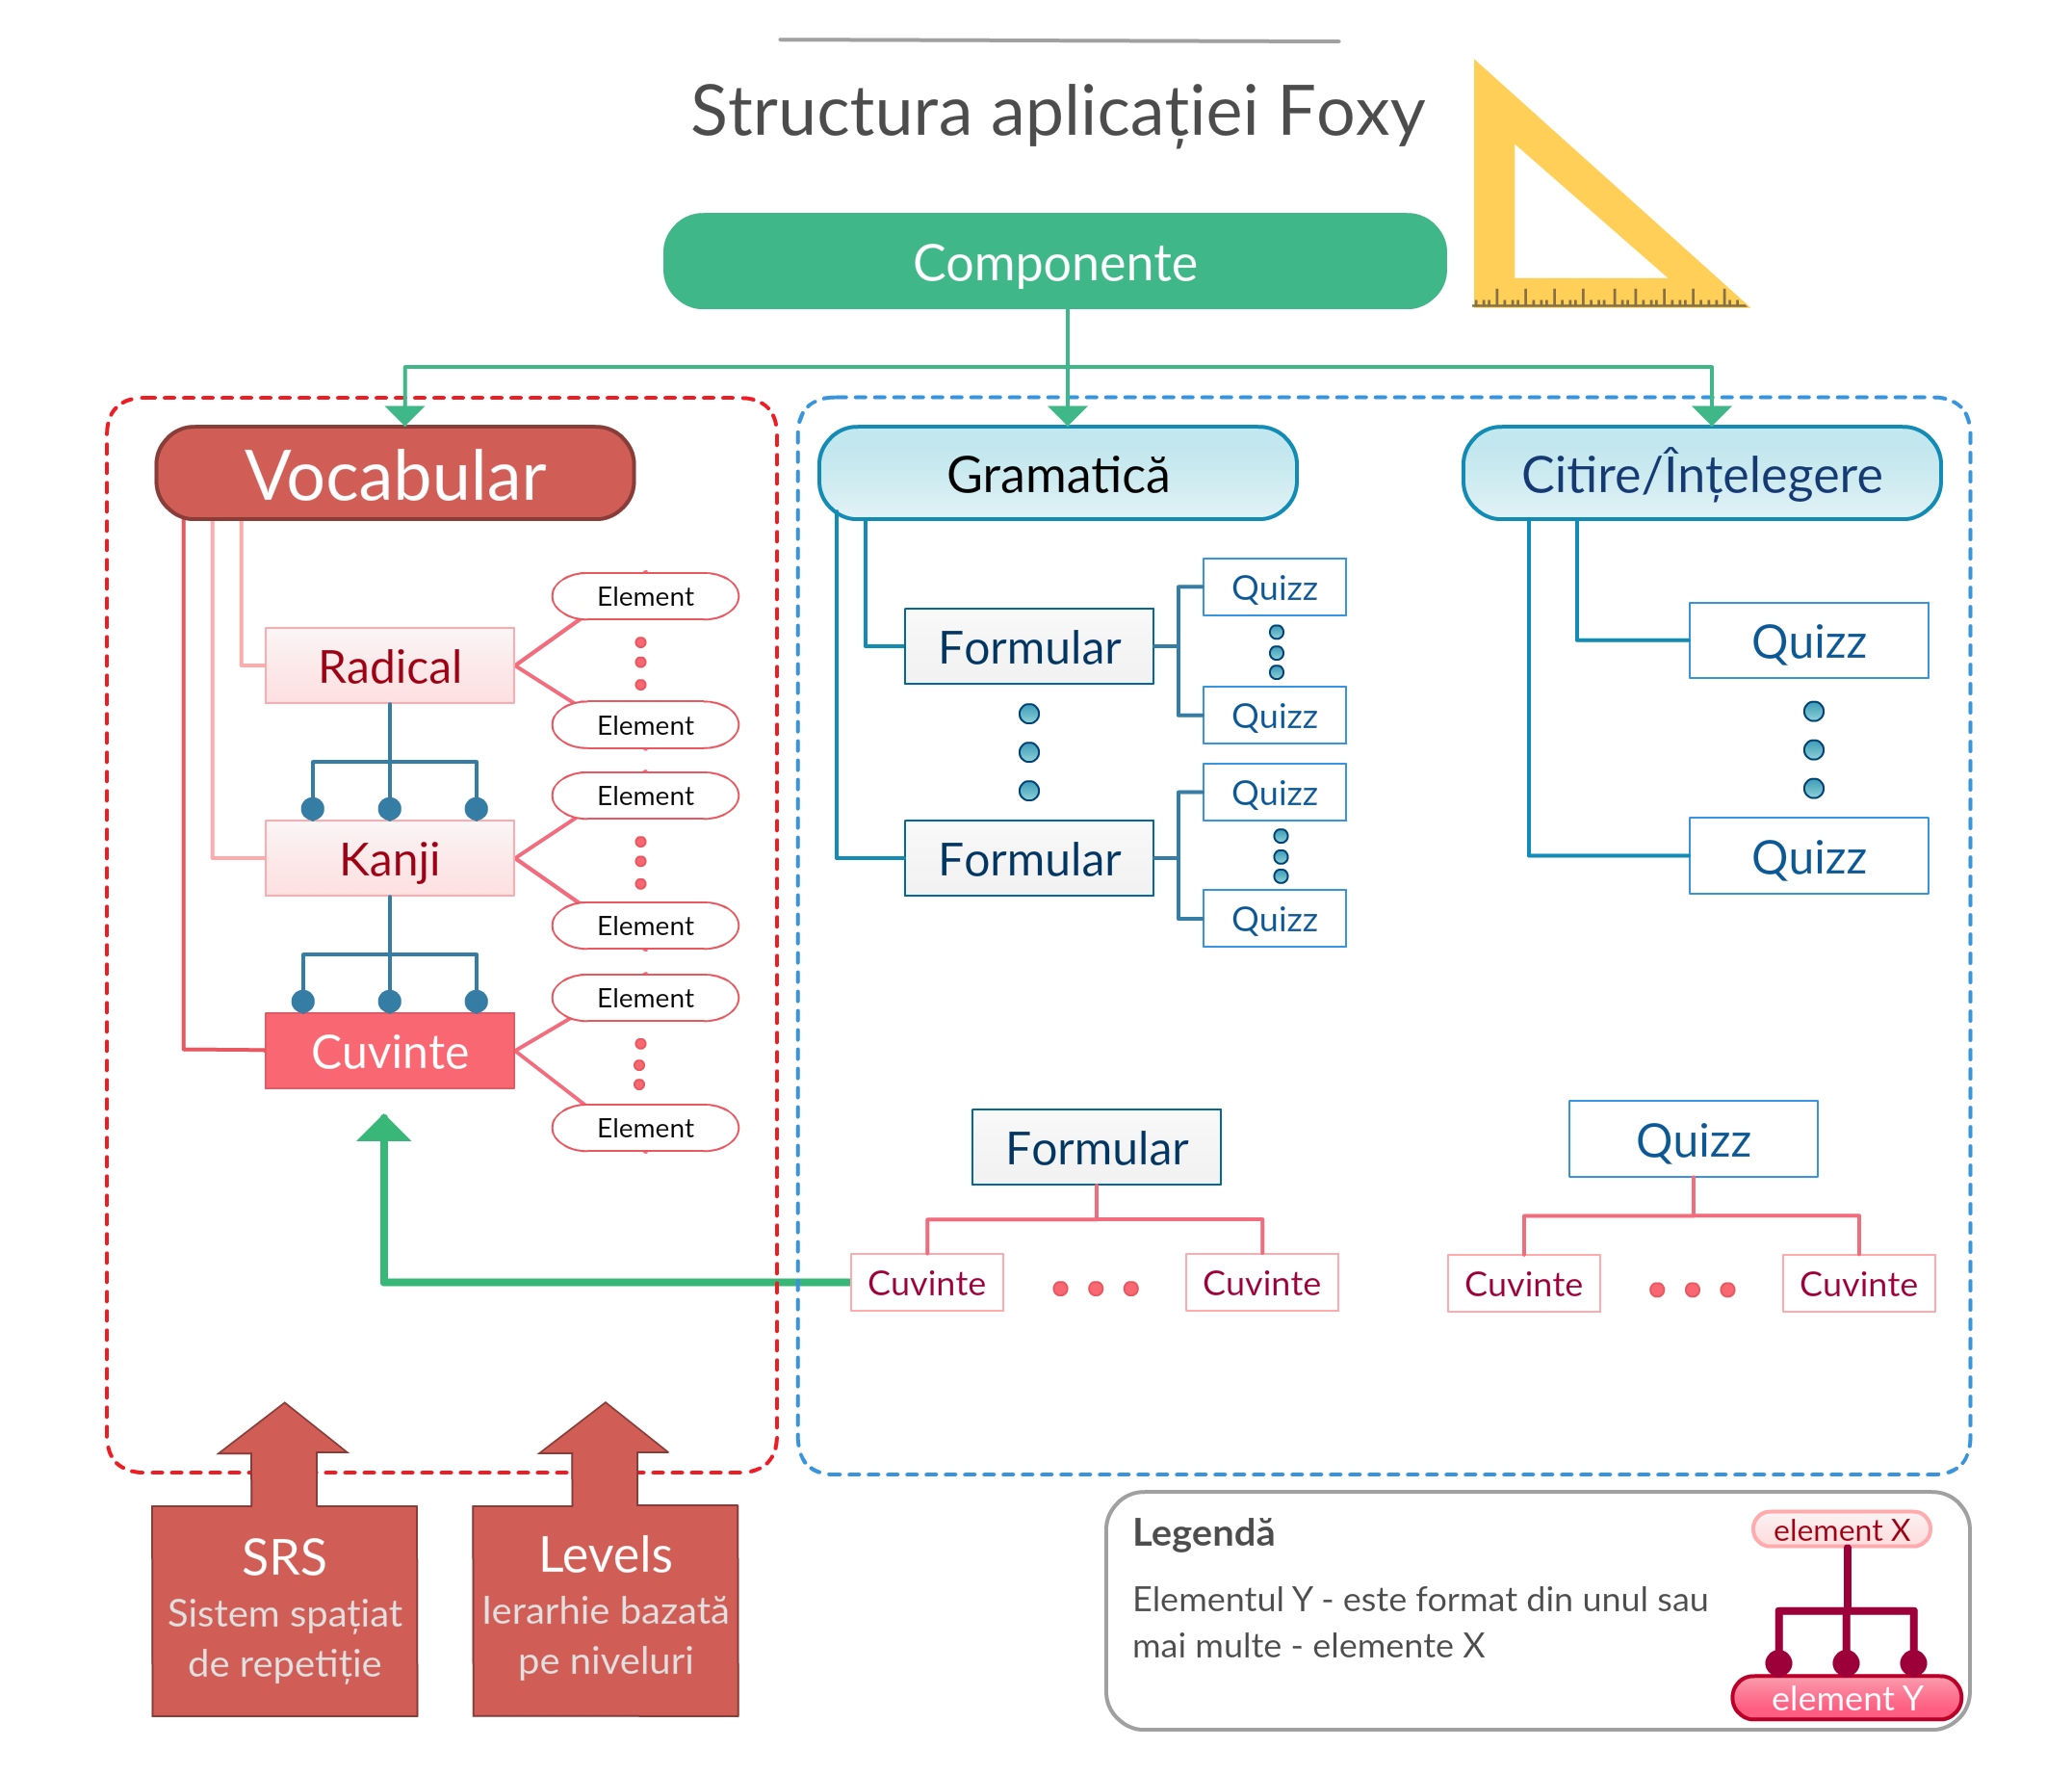 Structura aplicației Foxy
Componente
Vocabular
Gramatică
Citire/Înțelegere
Radical
Element
Element
Kanji
Element
Element
Cuvinte
Element
Element
Formular
Quizz
Quizz
Formular
Quizz
Quizz
Quizz
Quizz
Formular
Cuvinte
Cuvinte
Quizz
Cuvinte
Cuvinte
SRS
Sistem spațiat
de repetiție
Levels
Ierarhie bazată
pe niveluri
Legendă
Elementul Y - este format din unul sau
mai multe - elemente X
element X
element Y